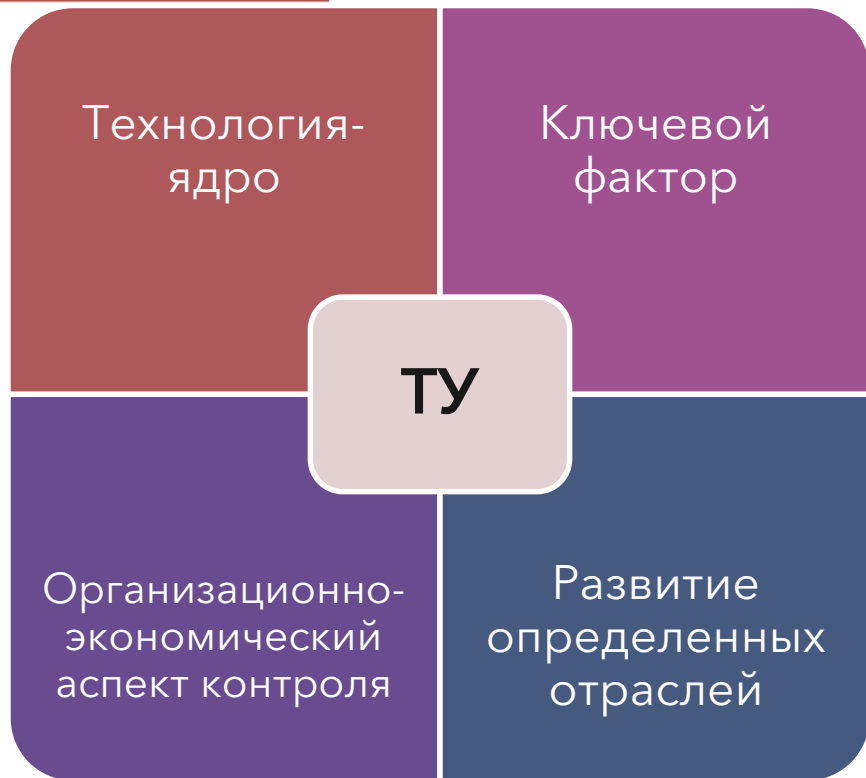 Технология-
ядро
Ключевой
фактор
ТУ
Организационно-
экономический
аспект контроля
Развитие
определенных
отраслей